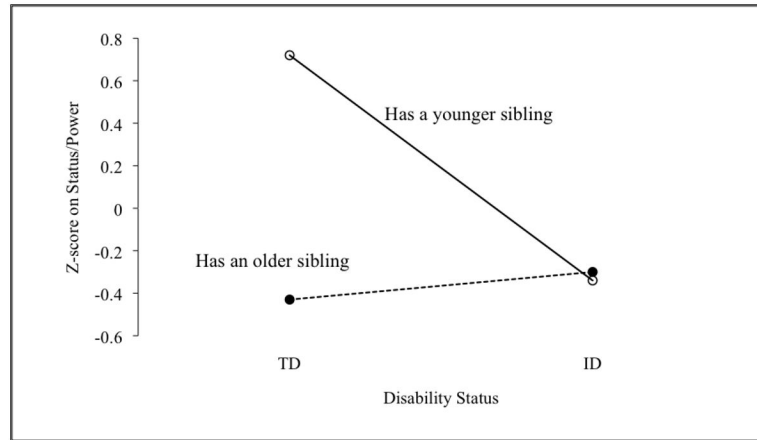 Z-score on Status/Power
0.8
0.6
0.4
0.2
0
-0.2
-0.4
-0.6
Has a younger sibling
Has an older sibling
TD
ID
Disability Status